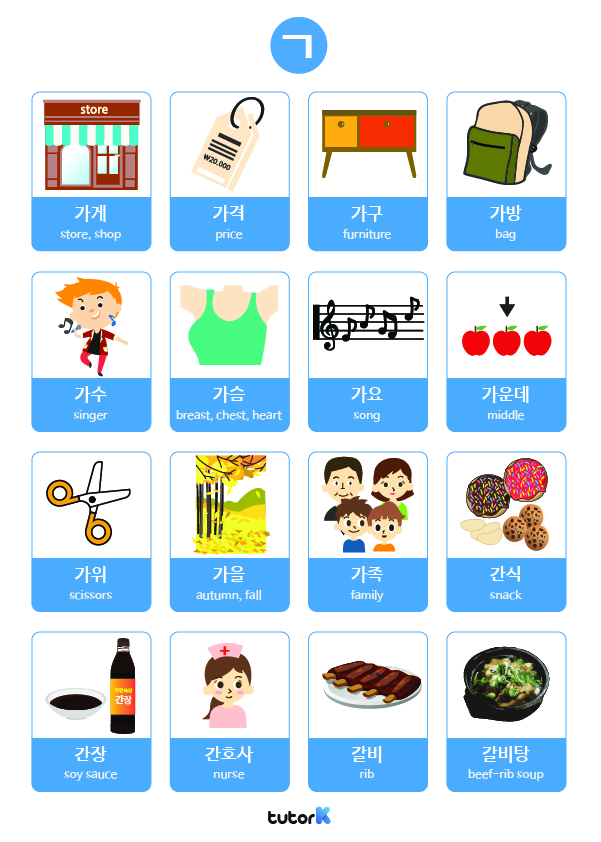 ㄱ
store
가게
store, shop
₩20.000
가격
price
가구
furniture
가방
bag
가수
singer
가슴
breast, chest, heart
가요
song
가운데
middle
가위
scissors
가을
autumn, fall
가족
family
간식
snack
간장
간장
soy sauce
간호사
nurse
갈비
rib
갈비탕
beef-rib soup
tutorK